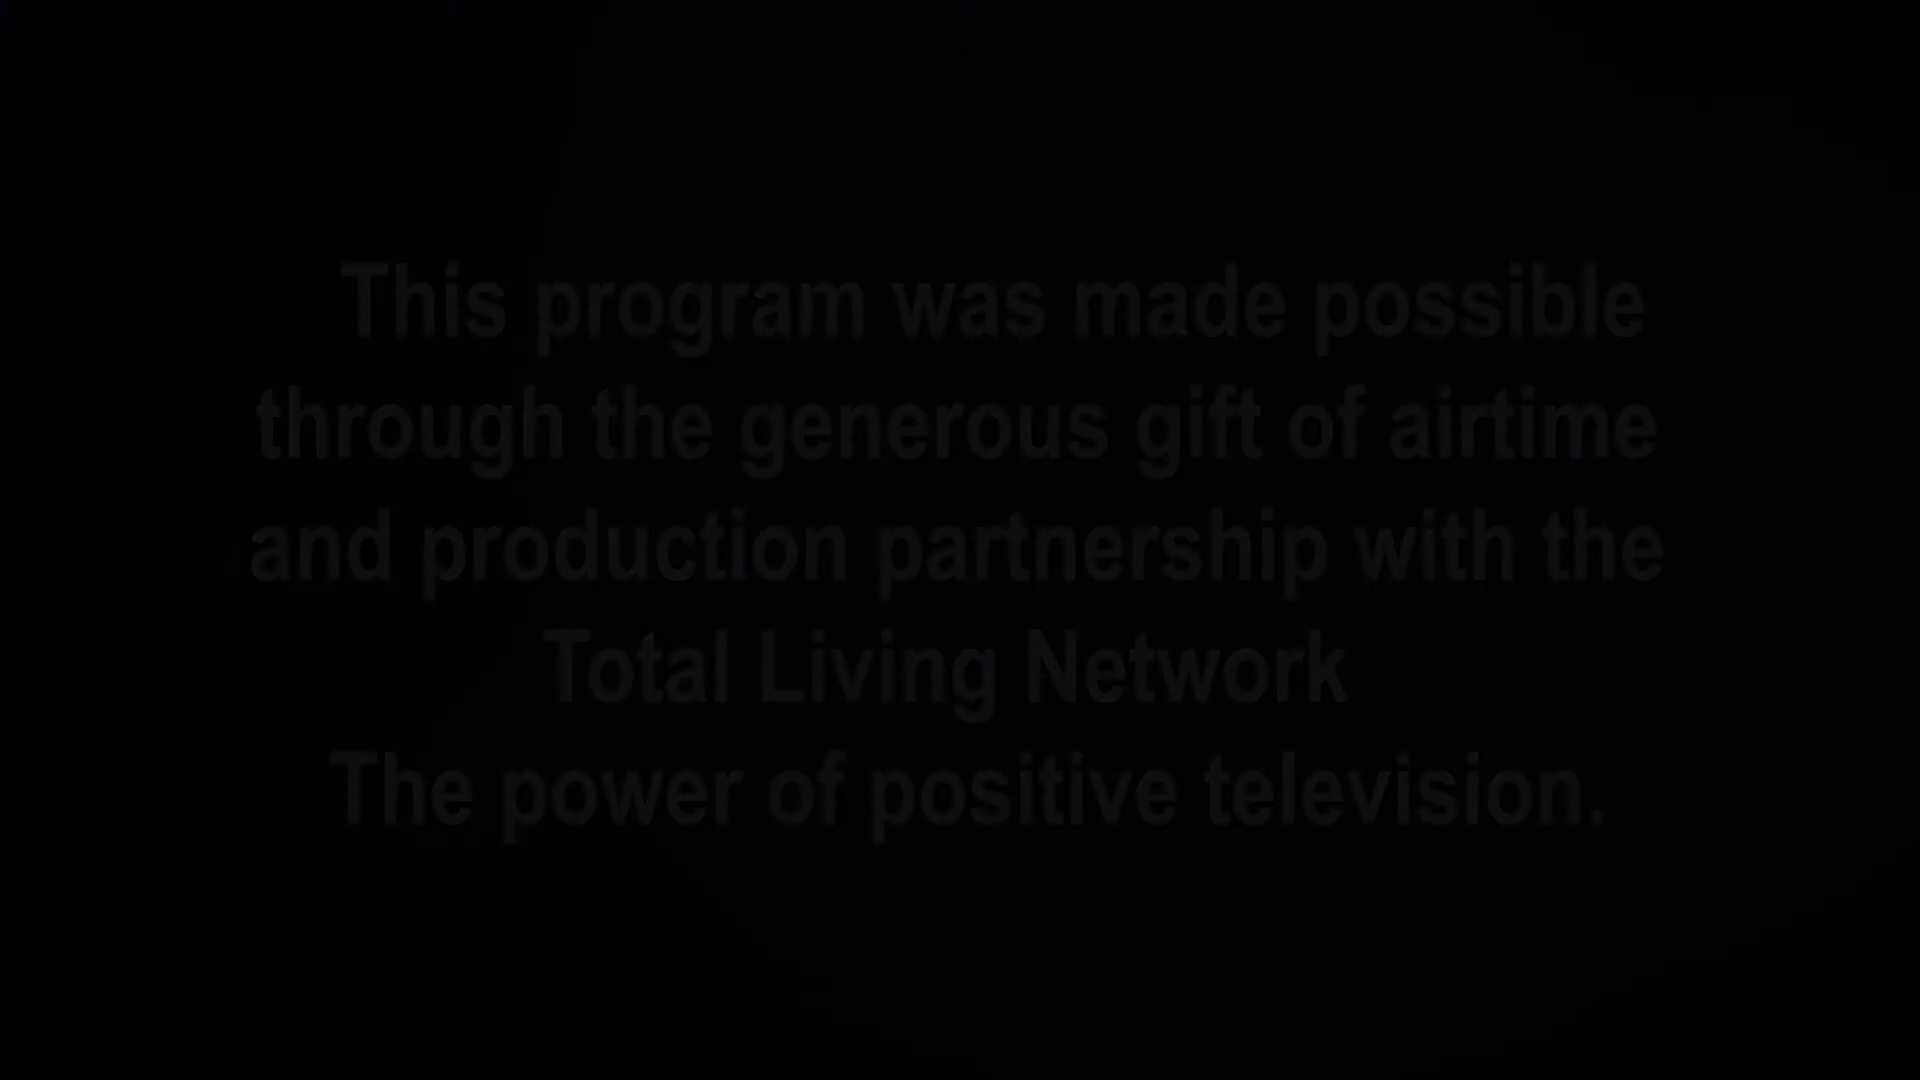 This program was made possible
through the generous gift of airtime
and production partnership with the
Total Living Network
The power of positive television.